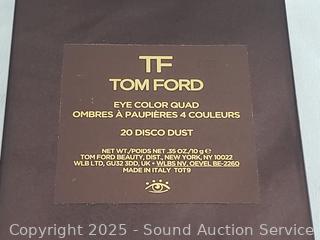 TF
TOM FORD
EYE COLOR QUAD
OMBRES À PAUPIÈRES 4 COULEURS
20 DISCO DUST
NET WT./POIDS NET .35 OZ/10 g ℮
TOM FORD BEAUTY, DIST., NEW YORK, NY 10022
WLB LTD, GU32 3DD, UK • WLBS NV, OEVEL BE-2260
MADE IN ITALY T0T9
Copyright © 2025 - Sound Auction Service